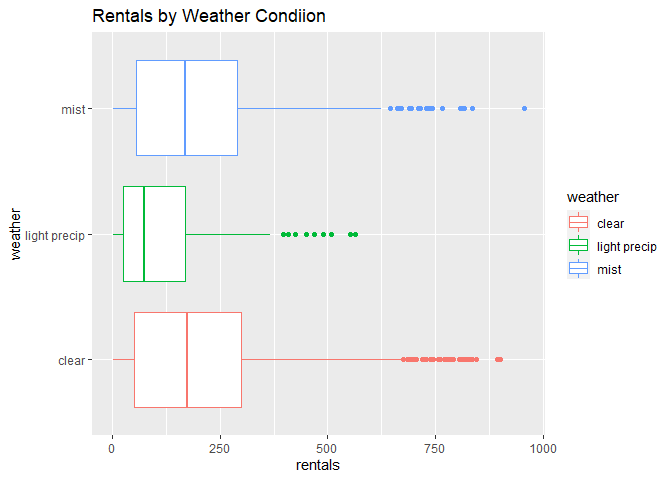 Rentals by Weather Condiion
mist
light precip
clear
weather
0
250
500
750
1000
rentals
weather
clear
light precip
mist